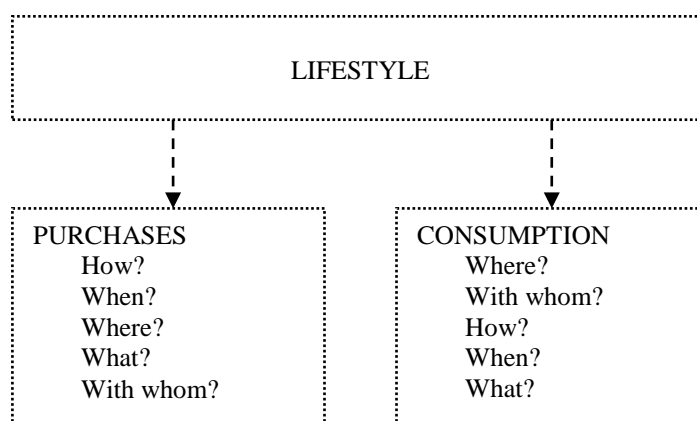 LIFESTYLE
PURCHASES
How?
When?
Where?
What?
With whom?
CONSUMPTION
Where?
With whom?
How?
When?
What?